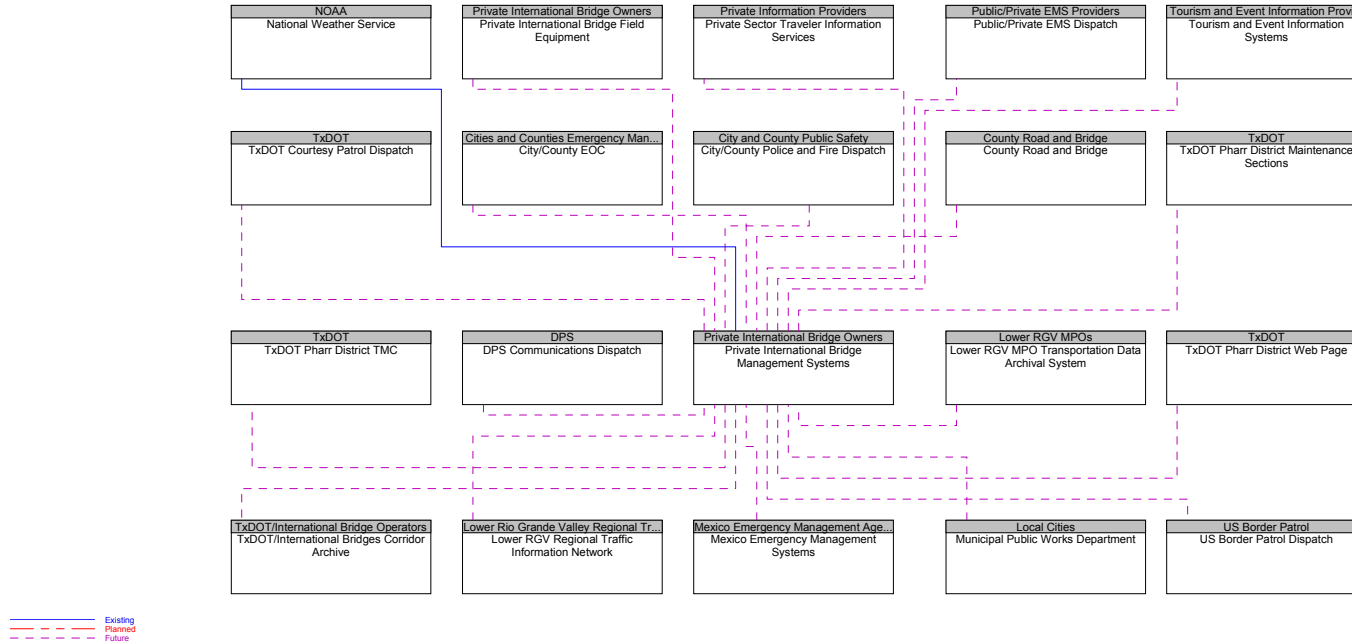 NOAA
National Weather Service
Private International Bridge Owners
Private International Bridge Field
Equipment
Private Information Providers
Private Sector Traveler Information
Services
Public/Private EMS Providers
Public/Private EMS Dispatch
Tourism and Event Information Provi
Tourism and Event Information
Systems
TxDOT
TxDOT Courtesy Patrol Dispatch
Cities and Counties Emergency Man...
City/County EOC
City and County Public Safety
City/County Police and Fire Dispatch
County Road and Bridge
County Road and Bridge
TxDOT
TxDOT Pharr District Maintenance
Sections
TxDOT
TxDOT Pharr District TMC
DPS
DPS Communications Dispatch
Private International Bridge Owners
Private International Bridge
Management Systems
Lower RGV MPOs
Lower RGV MPO Transportation Data
Archival System
TxDOT
TxDOT Pharr District Web Page
TxDOT/International Bridge Operators
TxDOT/International Bridges Corridor
Archive
Lower Rio Grande Valley Regional Tr...
Lower RGV Regional Traffic
Information Network
Mexico Emergency Management Age...
Mexico Emergency Management
Systems
Local Cities
Municipal Public Works Department
US Border Patrol
US Border Patrol Dispatch
Existing
Planned
Future